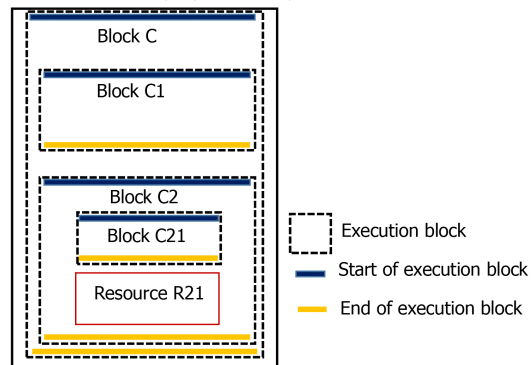 Block C
Block C1
Block C2
Block C21
Resource R21
Execution block
Start of execution block
End of execution block